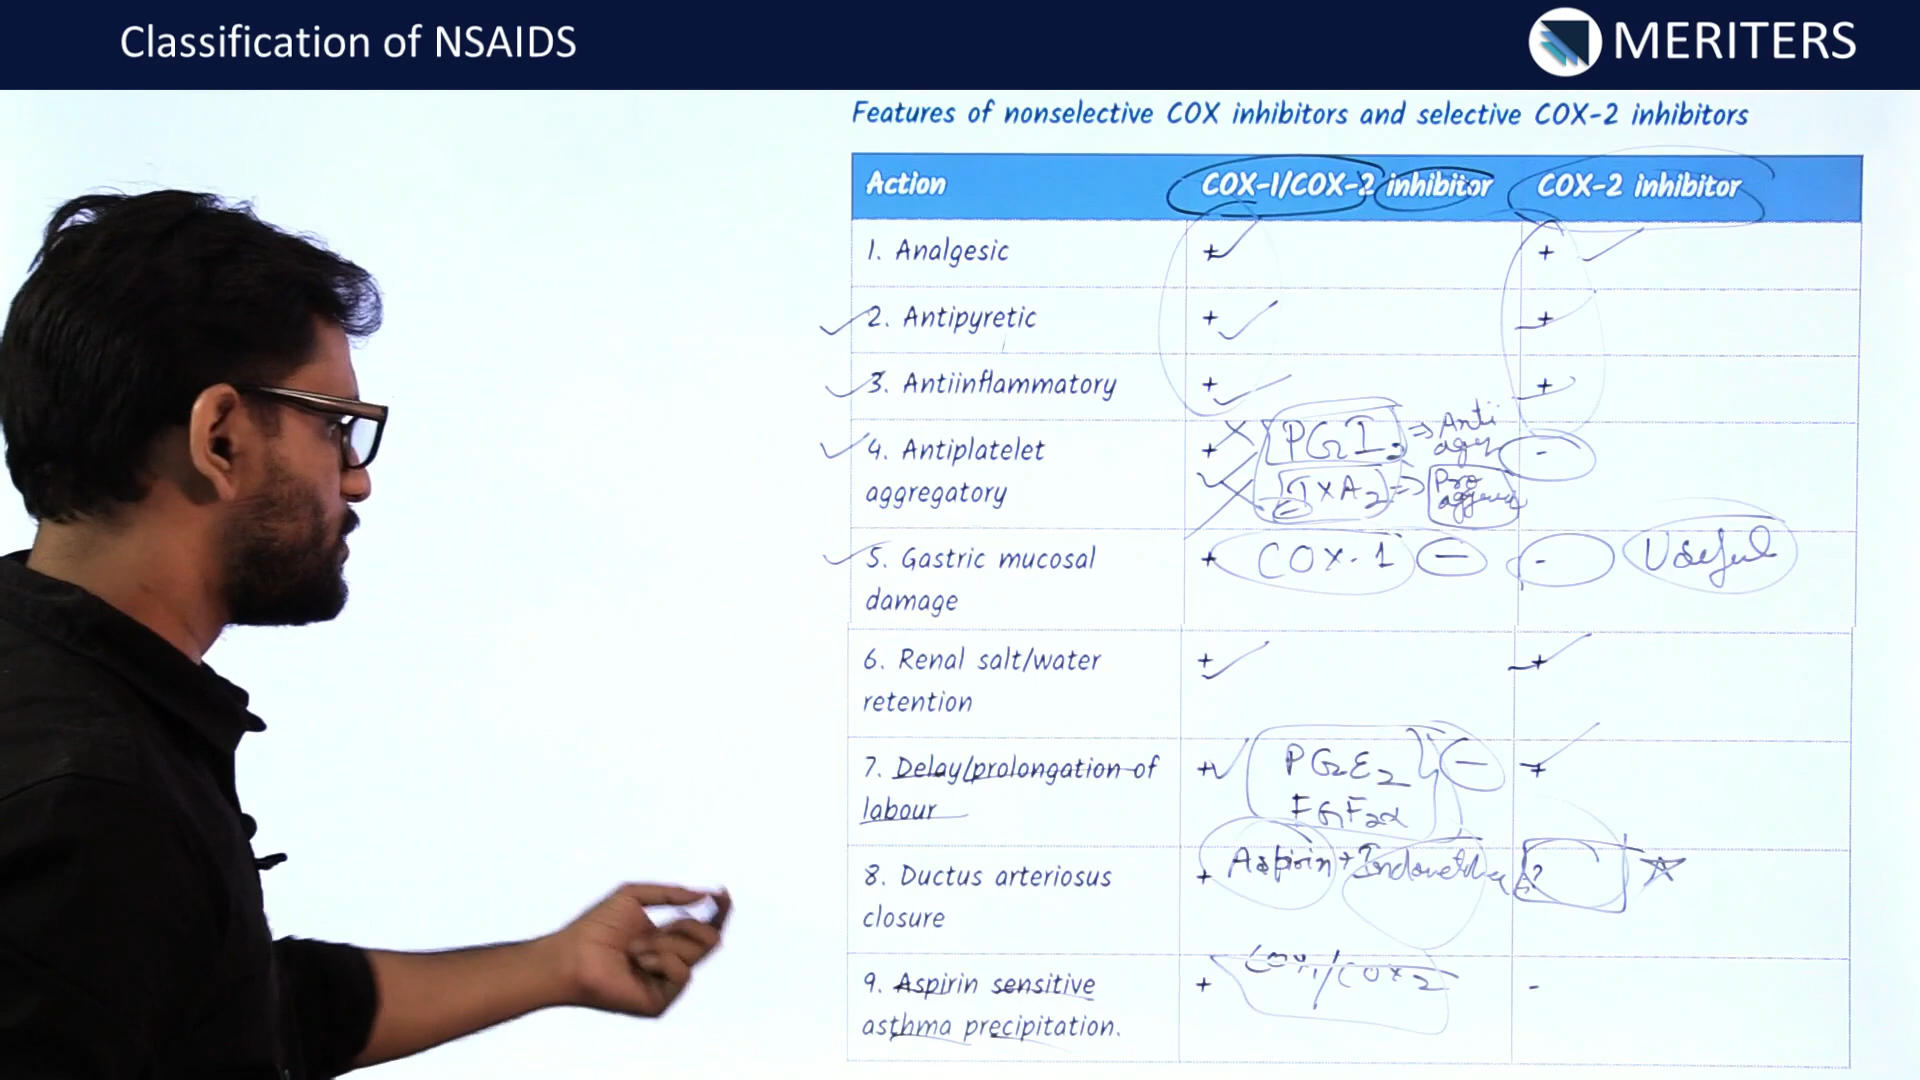 Classification of NSAIDS
MERITERS
Features of nonselective COX inhibitors and selective COX-2 inhibitors
Action COX-1/COX-2 inhibitor COX-2 inhibitor
1. Analgesic + +
2. Antipyretic + +
3. Antiinflammatory + +
4. Antiplatelet + PGI2 ⇒ Anti -
aggregatory TXA2 ⇒ Pro
5. Gastric mucosal + COX-1 - - Useful
damage
6. Renal salt/water + +
retention
7. Delay/prolongation of + PGE2 - +
labour F2α
8. Ductus arteriosus + Aspirin + ?
closure
9. Aspirin sensitive + COX1/COX2 -
asthma precipitation.